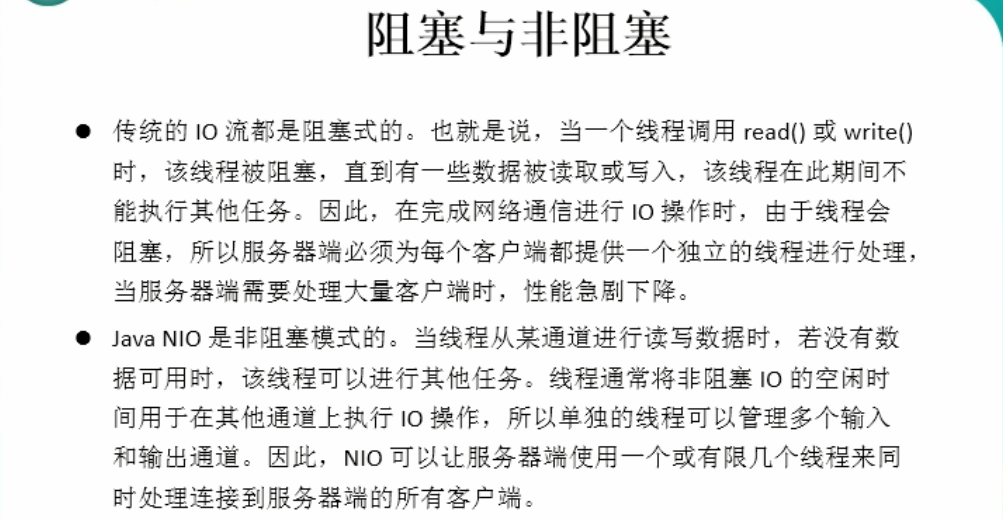 阻塞与非阻塞
● 传统的 IO 流都是阻塞式的。也就是说，当一个线程调用 read() 或 write()
时，该线程被阻塞，直到有一些数据被读取或写入，该线程在此期间不
能执行其他任务。因此，在完成网络通信进行 IO 操作时，由于线程会
阻塞，所以服务器端必须为每个客户端都提供一个独立的线程进行处理，
当服务器端需要处理大量客户端时，性能急剧下降。
● Java NIO 是非阻塞模式的。当线程从某通道进行读写数据时，若没有数
据可用时，该线程可以进行其他任务。线程通常将非阻塞 IO 的空闲时
间用于在其他通道上执行 IO 操作，所以单独的线程可以管理多个输入
和输出通道。因此，NIO 可以让服务器端使用一个或有限几个线程来同
时处理连接到服务器端的所有客户端。